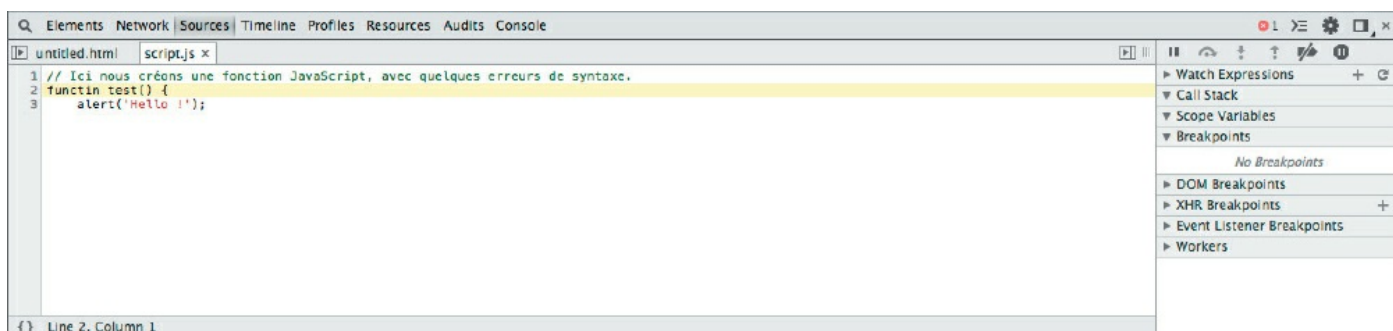 Elements Network Sources Timeline Profiles Resources Audits Console 1
untitled.html script.js ×
1 // Ici nous créons une fonction JavaScript, avec quelques erreurs de syntaxe.
2 functin test() {
3 alert('Hello !');
Watch Expressions
Call Stack
Scope Variables
Breakpoints
No Breakpoints
DOM Breakpoints
XHR Breakpoints
Event Listener Breakpoints
Workers
{} Line 2, Column 1